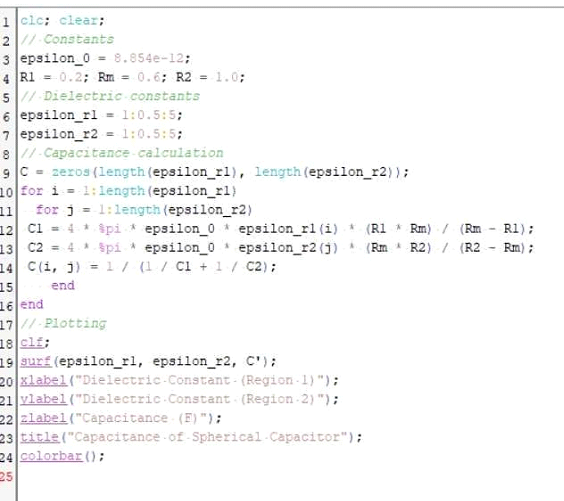 1 clc; clear;
2 // Constants
3 epsilon_0 = 8.854e-12;
4 R1 = 0.2; Rm = 0.6; R2 = 1.0;
5 // Dielectric constants
6 epsilon_r1 = 1:0.5:5;
7 epsilon_r2 = 1:0.5:5;
8 // Capacitance calculation
9 C = zeros(length(epsilon_r1), length(epsilon_r2));
10 for i = 1:length(epsilon_r1)
11 for j = 1:length(epsilon_r2)
12 C1 = 4 * %pi * epsilon_0 * epsilon_r1(i) * (R1 * Rm) / (Rm - R1);
13 C2 = 4 * %pi * epsilon_0 * epsilon_r2(j) * (Rm * R2) / (R2 - Rm);
14 C(i, j) = 1 / (1 / C1 + 1 / C2);
15 end
16 end
17 // Plotting
18 clf;
19 surf(epsilon_r1, epsilon_r2, C');
20 xlabel("Dielectric Constant (Region 1)");
21 ylabel("Dielectric Constant (Region 2)");
22 zlabel("Capacitance (F)");
23 title("Capacitance of Spherical Capacitor");
24 colorbar();
25